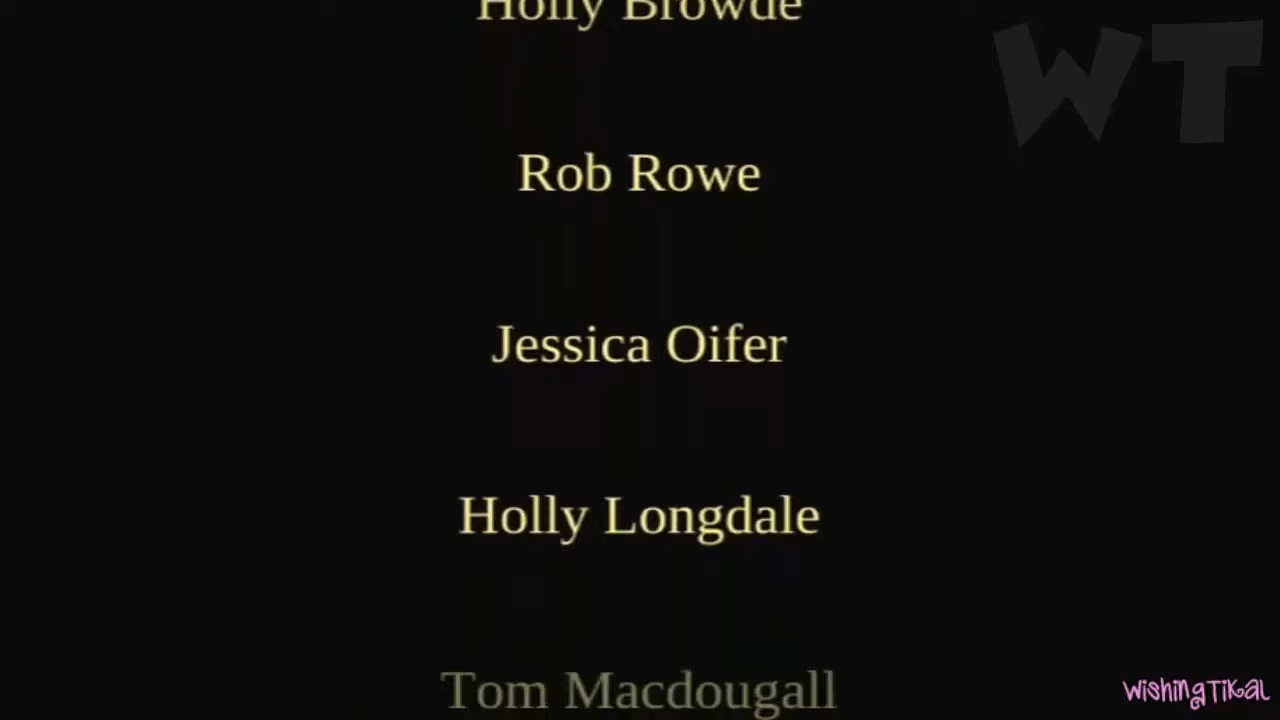 Holly Browde
WT
Rob Rowe
Jessica Oifer
Holly Longdale
Tom Macdougall
wishingTikal